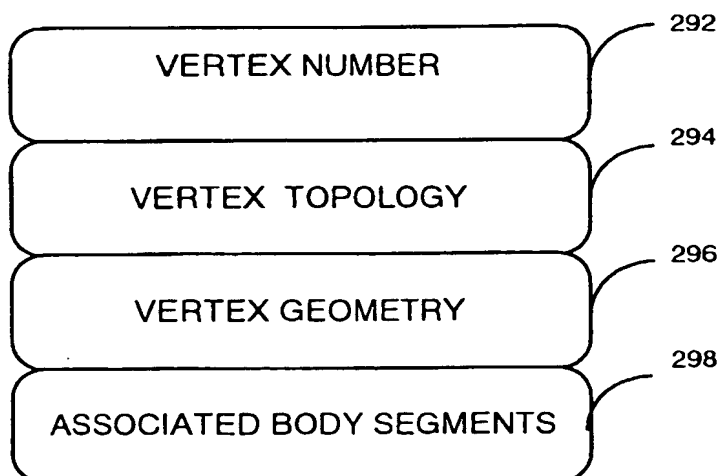 292
VERTEX NUMBER
294
VERTEX TOPOLOGY
296
VERTEX GEOMETRY
298
ASSOCIATED BODY SEGMENTS